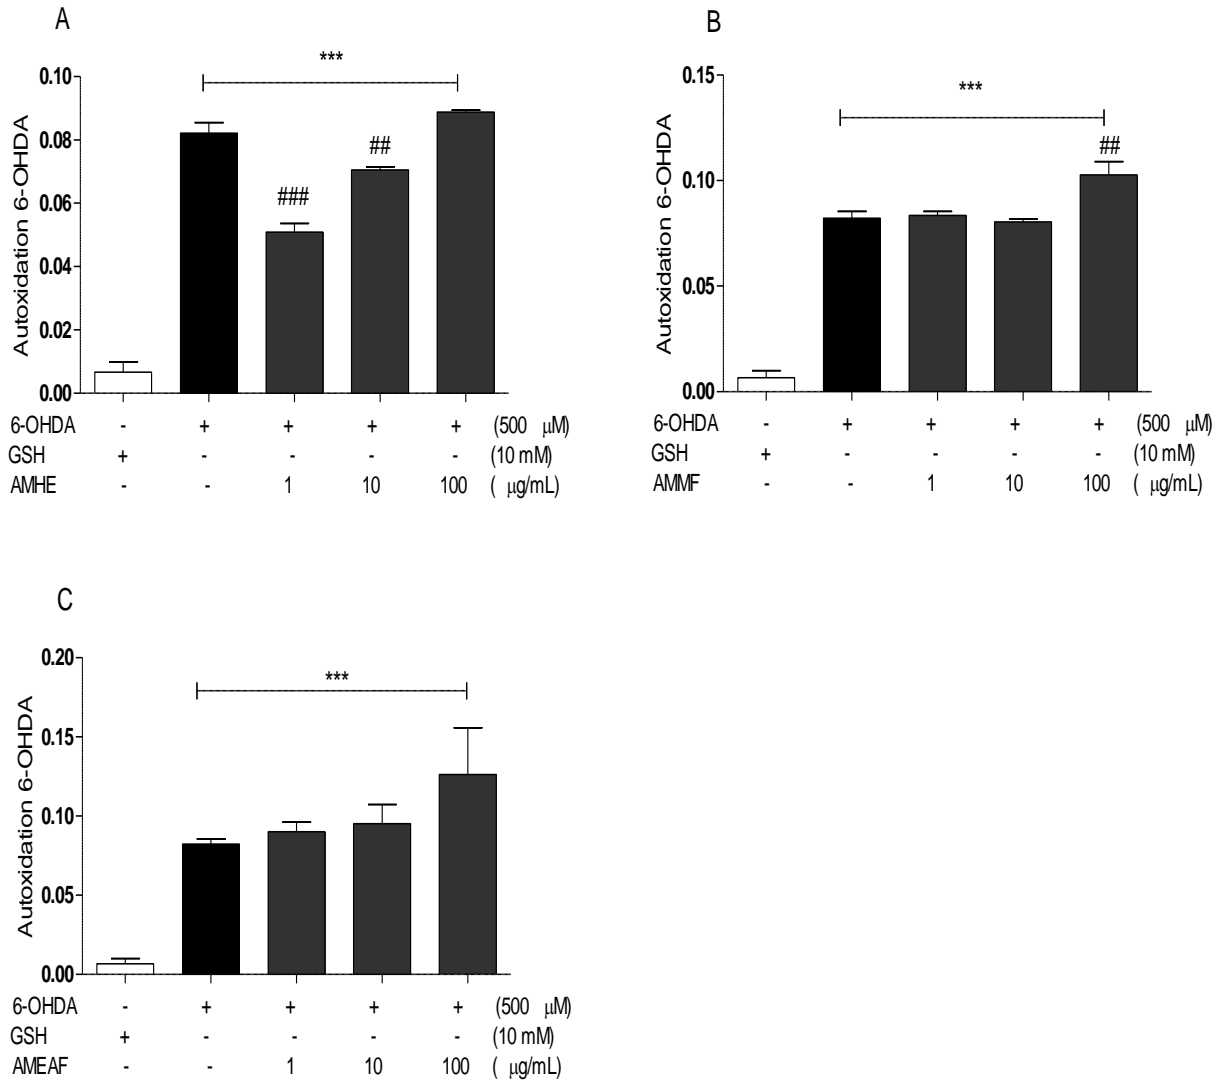 A
***
0.10
0.08
0.06
0.04
0.02
0.00
Autoxidation 6-OHDA
###
##
6-OHDA - + + + + (500 μM)
GSH + - - - - (10 mM)
AMHE - - 1 10 100 ( μg/mL)
B
***
0.15
0.10
0.05
0.00
Autoxidation 6-OHDA
##
6-OHDA - + + + + (500 μM)
GSH + - - - - (10 mM)
AMMF - - 1 10 100 ( μg/mL)
C
***
0.20
0.15
0.10
0.05
0.00
Autoxidation 6-OHDA
6-OHDA - + + + + (500 μM)
GSH + - - - - (10 mM)
AMEAF - - 1 10 100 ( μg/mL)